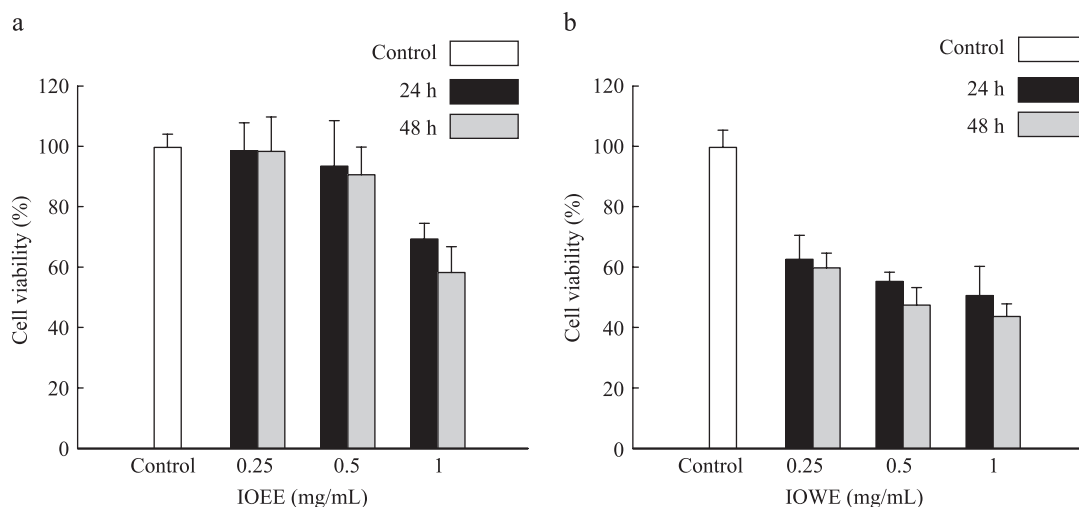 a
Control
24 h
48 h
120
100
80
60
40
20
0
Cell viability (%)
Control 0.25 0.5 1
IOEE (mg/mL)
b
Control
24 h
48 h
120
100
80
60
40
20
0
Cell viability (%)
Control 0.25 0.5 1
IOWE (mg/mL)